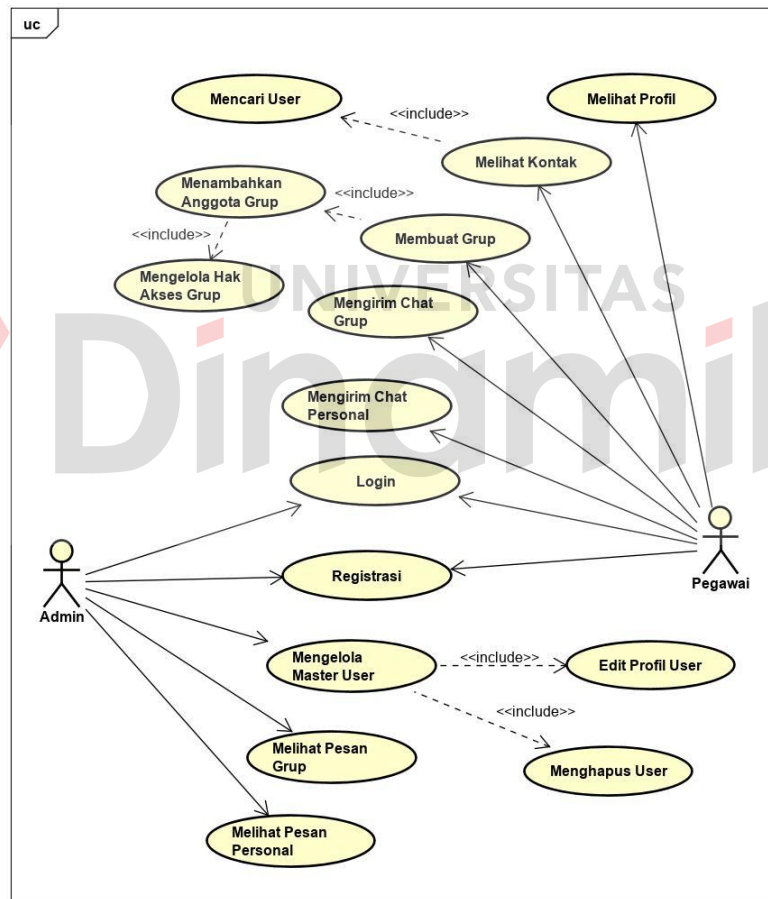 uc
Mencari User
Melihat Profil
<<include>>
Melihat Kontak
Menambahkan
Anggota Grup
<<include>>
<<include>>
Membuat Grup
Mengelola Hak
Akses Grup
UNIVERSITAS
Mengirim Chat
Grup
Dinamik
Mengirim Chat
Personal
Login
Registrasi
Pegawai
Admin
Mengelola
Master User
<<include>>
Edit Profil User
<<include>>
Melihat Pesan
Grup
Menghapus User
Melihat Pesan
Personal